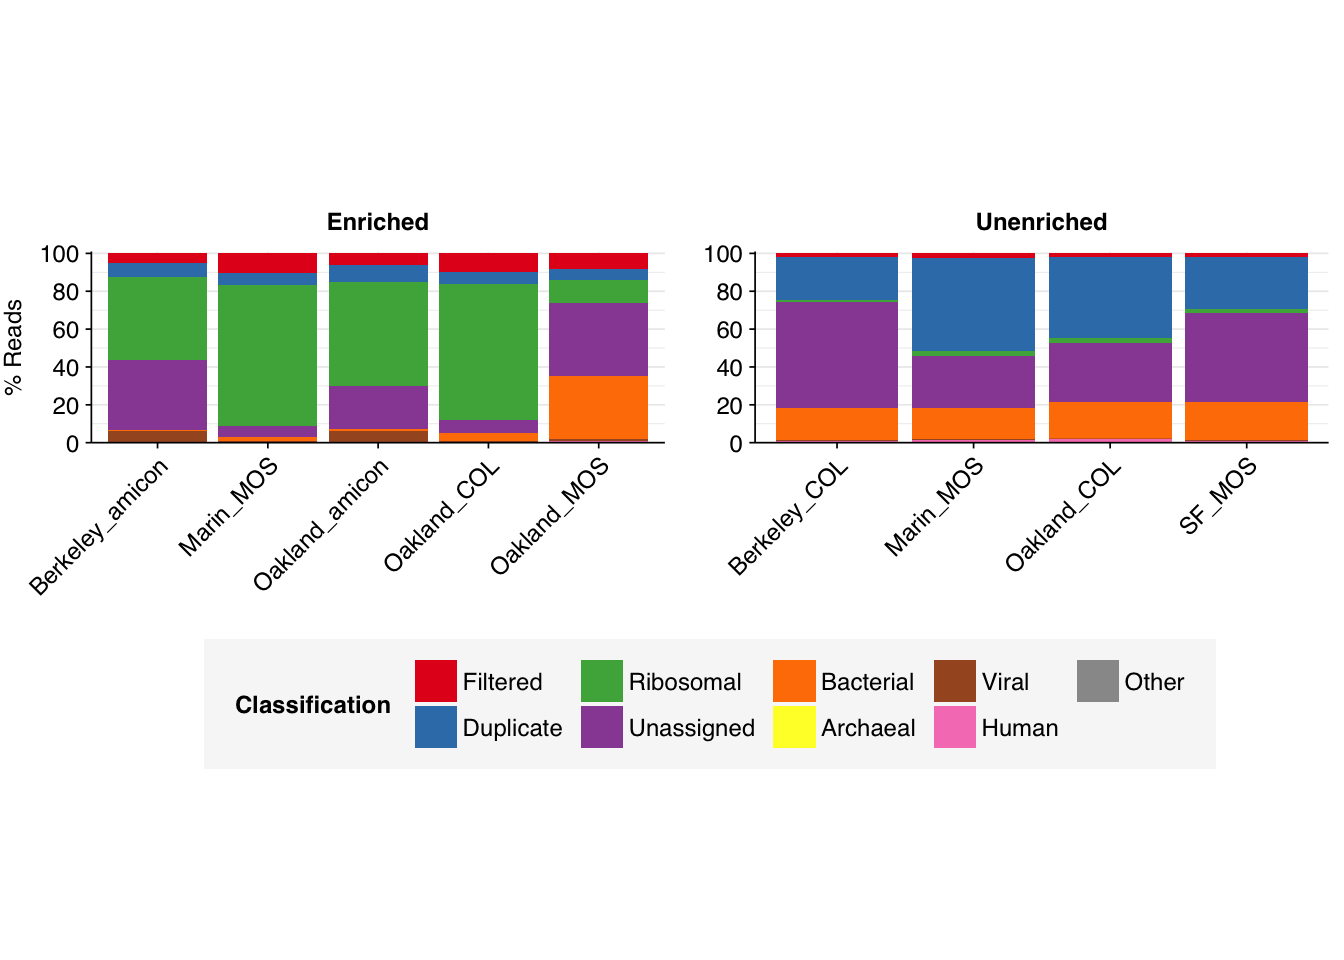 Enriched
Unenriched
% Reads
100
80
60
40
20
0
100
80
60
40
20
0
Berkeley_amicon
Marin_MOS
Oakland_amicon
Oakland_COL
Oakland_MOS
Berkeley_COL
Marin_MOS
Oakland_COL
SF_MOS
Classification
Filtered
Ribosomal
Bacterial
Viral
Other
Duplicate
Unassigned
Archaeal
Human